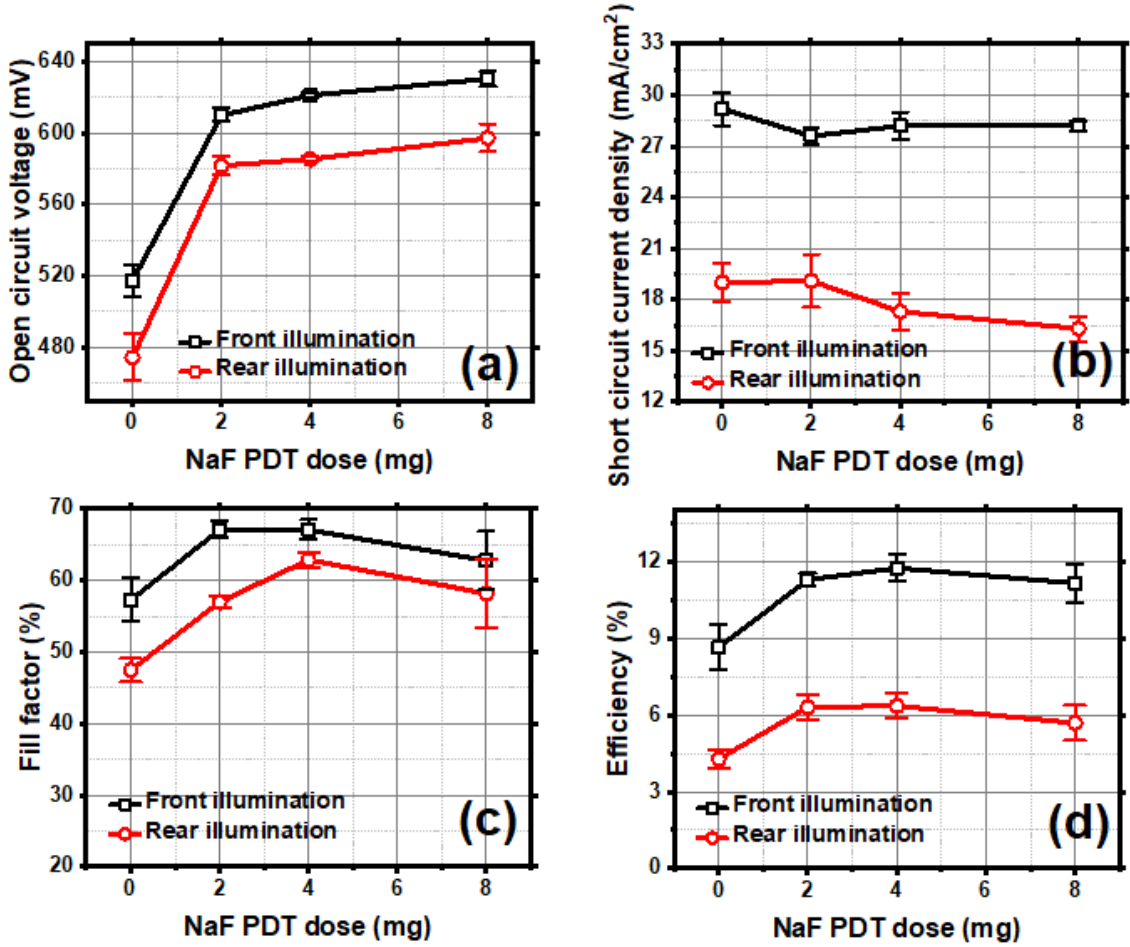 Open circuit voltage (mV)
640
600
560
520
480
0 2 4 6 8
NaF PDT dose (mg)
Front illumination
Rear illumination
(a)
Short circuit current density (mA/cm²)
33
30
27
24
21
18
15
12
0 2 4 6 8
NaF PDT dose (mg)
Front illumination
Rear illumination
(b)
Fill factor (%)
70
60
50
40
30
20
0 2 4 6 8
NaF PDT dose (mg)
Front illumination
Rear illumination
(c)
Efficiency (%)
12
9
6
3
0
0 2 4 6 8
NaF PDT dose (mg)
Front illumination
Rear illumination
(d)